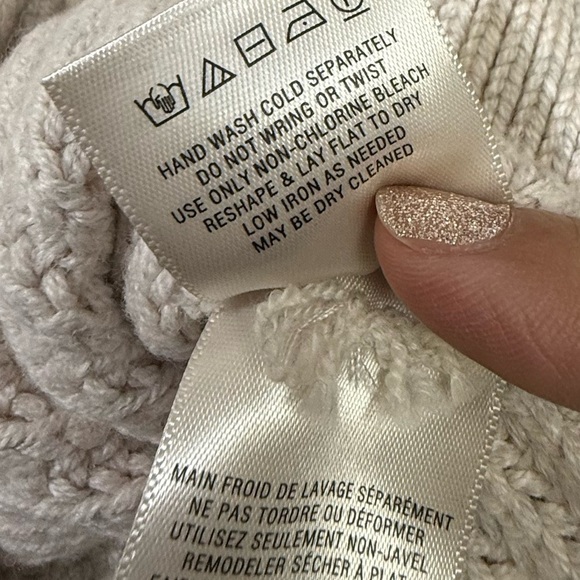 HAND WASH COLD SEPARATELY
DO NOT WRING OR TWIST
USE ONLY NON-CHLORINE BLEACH
RESHAPE & LAY FLAT TO DRY
LOW IRON AS NEEDED
MAY BE DRY CLEANED
MAIN FROID DE LAVAGE SÉPARÉMENT
NE PAS TORDRE OU DÉFORMER
UTILISEZ SEULEMENT NON-JAVEL
REMODELER SÉCHER À